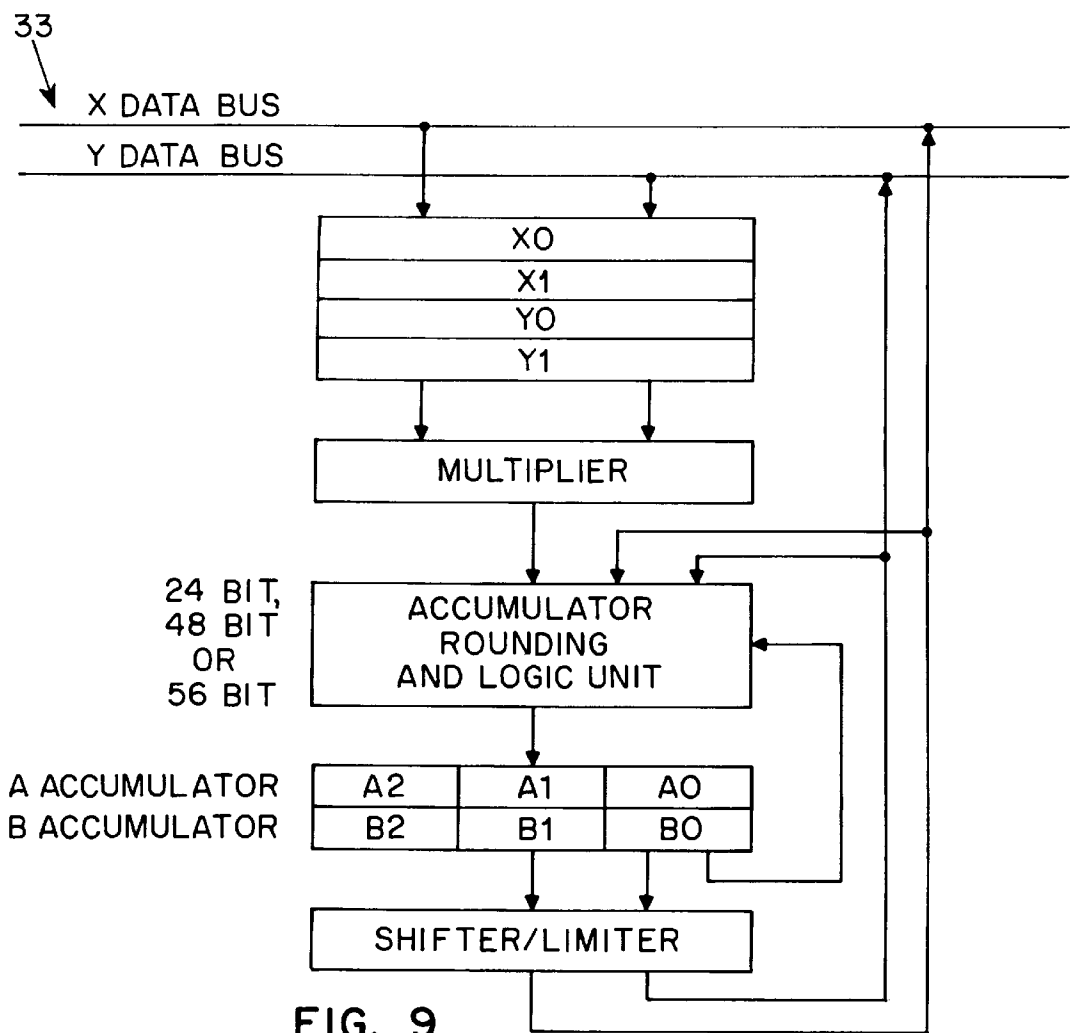 33
X DATA BUS
Y DATA BUS
X0
X1
Y0
Y1
MULTIPLIER
24 BIT,
48 BIT
OR
56 BIT
ACCUMULATOR
ROUNDING
AND LOGIC UNIT
A ACCUMULATOR
A2
A1
A0
B ACCUMULATOR
B2
B1
B0
SHIFTER/LIMITER
FIG. 9